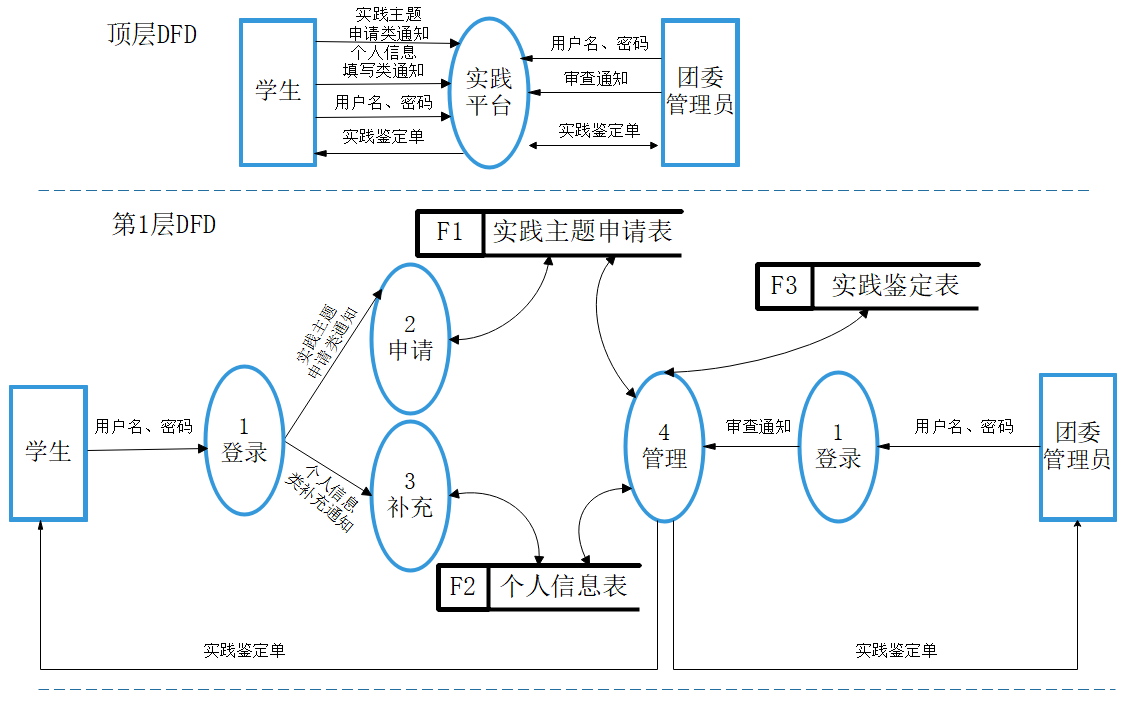 顶层DFD
实践主题
申请类通知
个人信息
填写类通知
用户名、密码
实践鉴定单
学生
实践
平台
用户名、密码
审查通知
实践鉴定单
团委
管理员
第1层DFD
F1
实践主题申请表
F3
实践鉴定表
实践主题
申请类通知
2
申请
学生
用户名、密码
1
登录
个人信息
类补充通知
3
补充
4
管理
审查通知
1
登录
用户名、密码
团委
管理员
F2
个人信息表
实践鉴定单
实践鉴定单